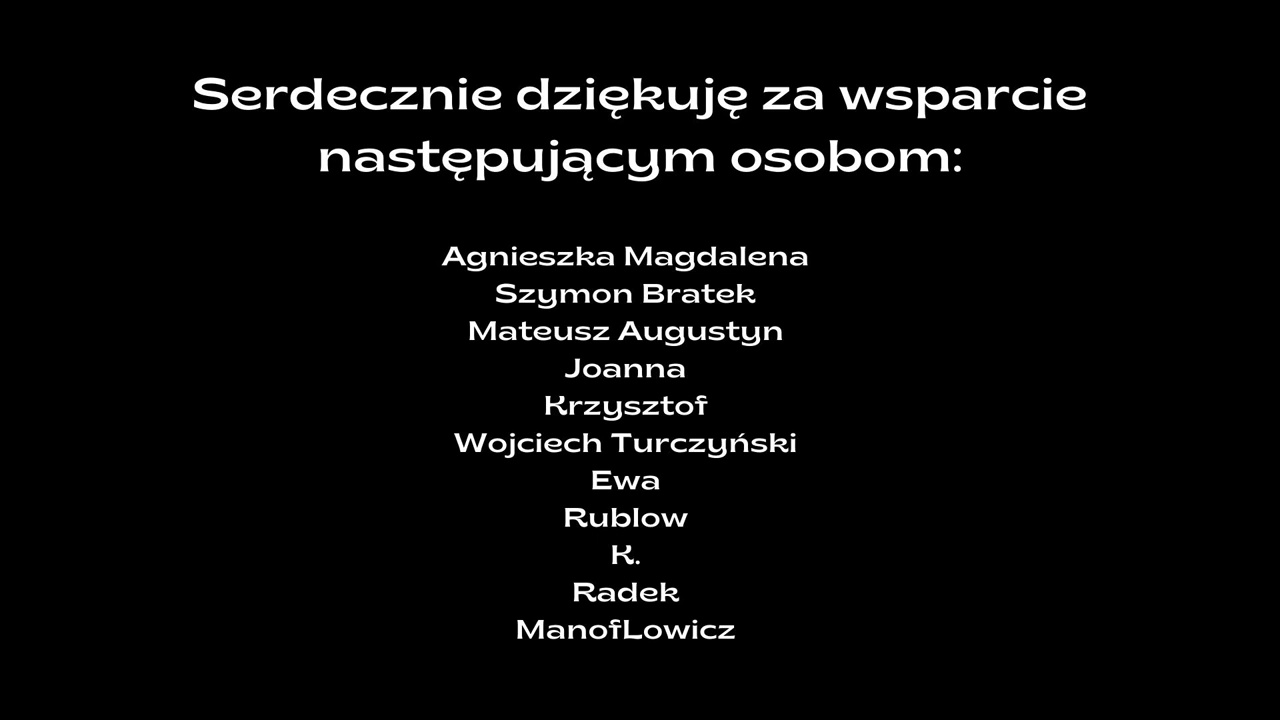 Serdecznie dziękuję za wsparcie
następującym osobom:
Agnieszka Magdalena
Szymon Bratek
Mateusz Augustyn
Joanna
Krzysztof
Wojciech Turczyński
Ewa
Rublow
K.
Radek
ManofLowicz